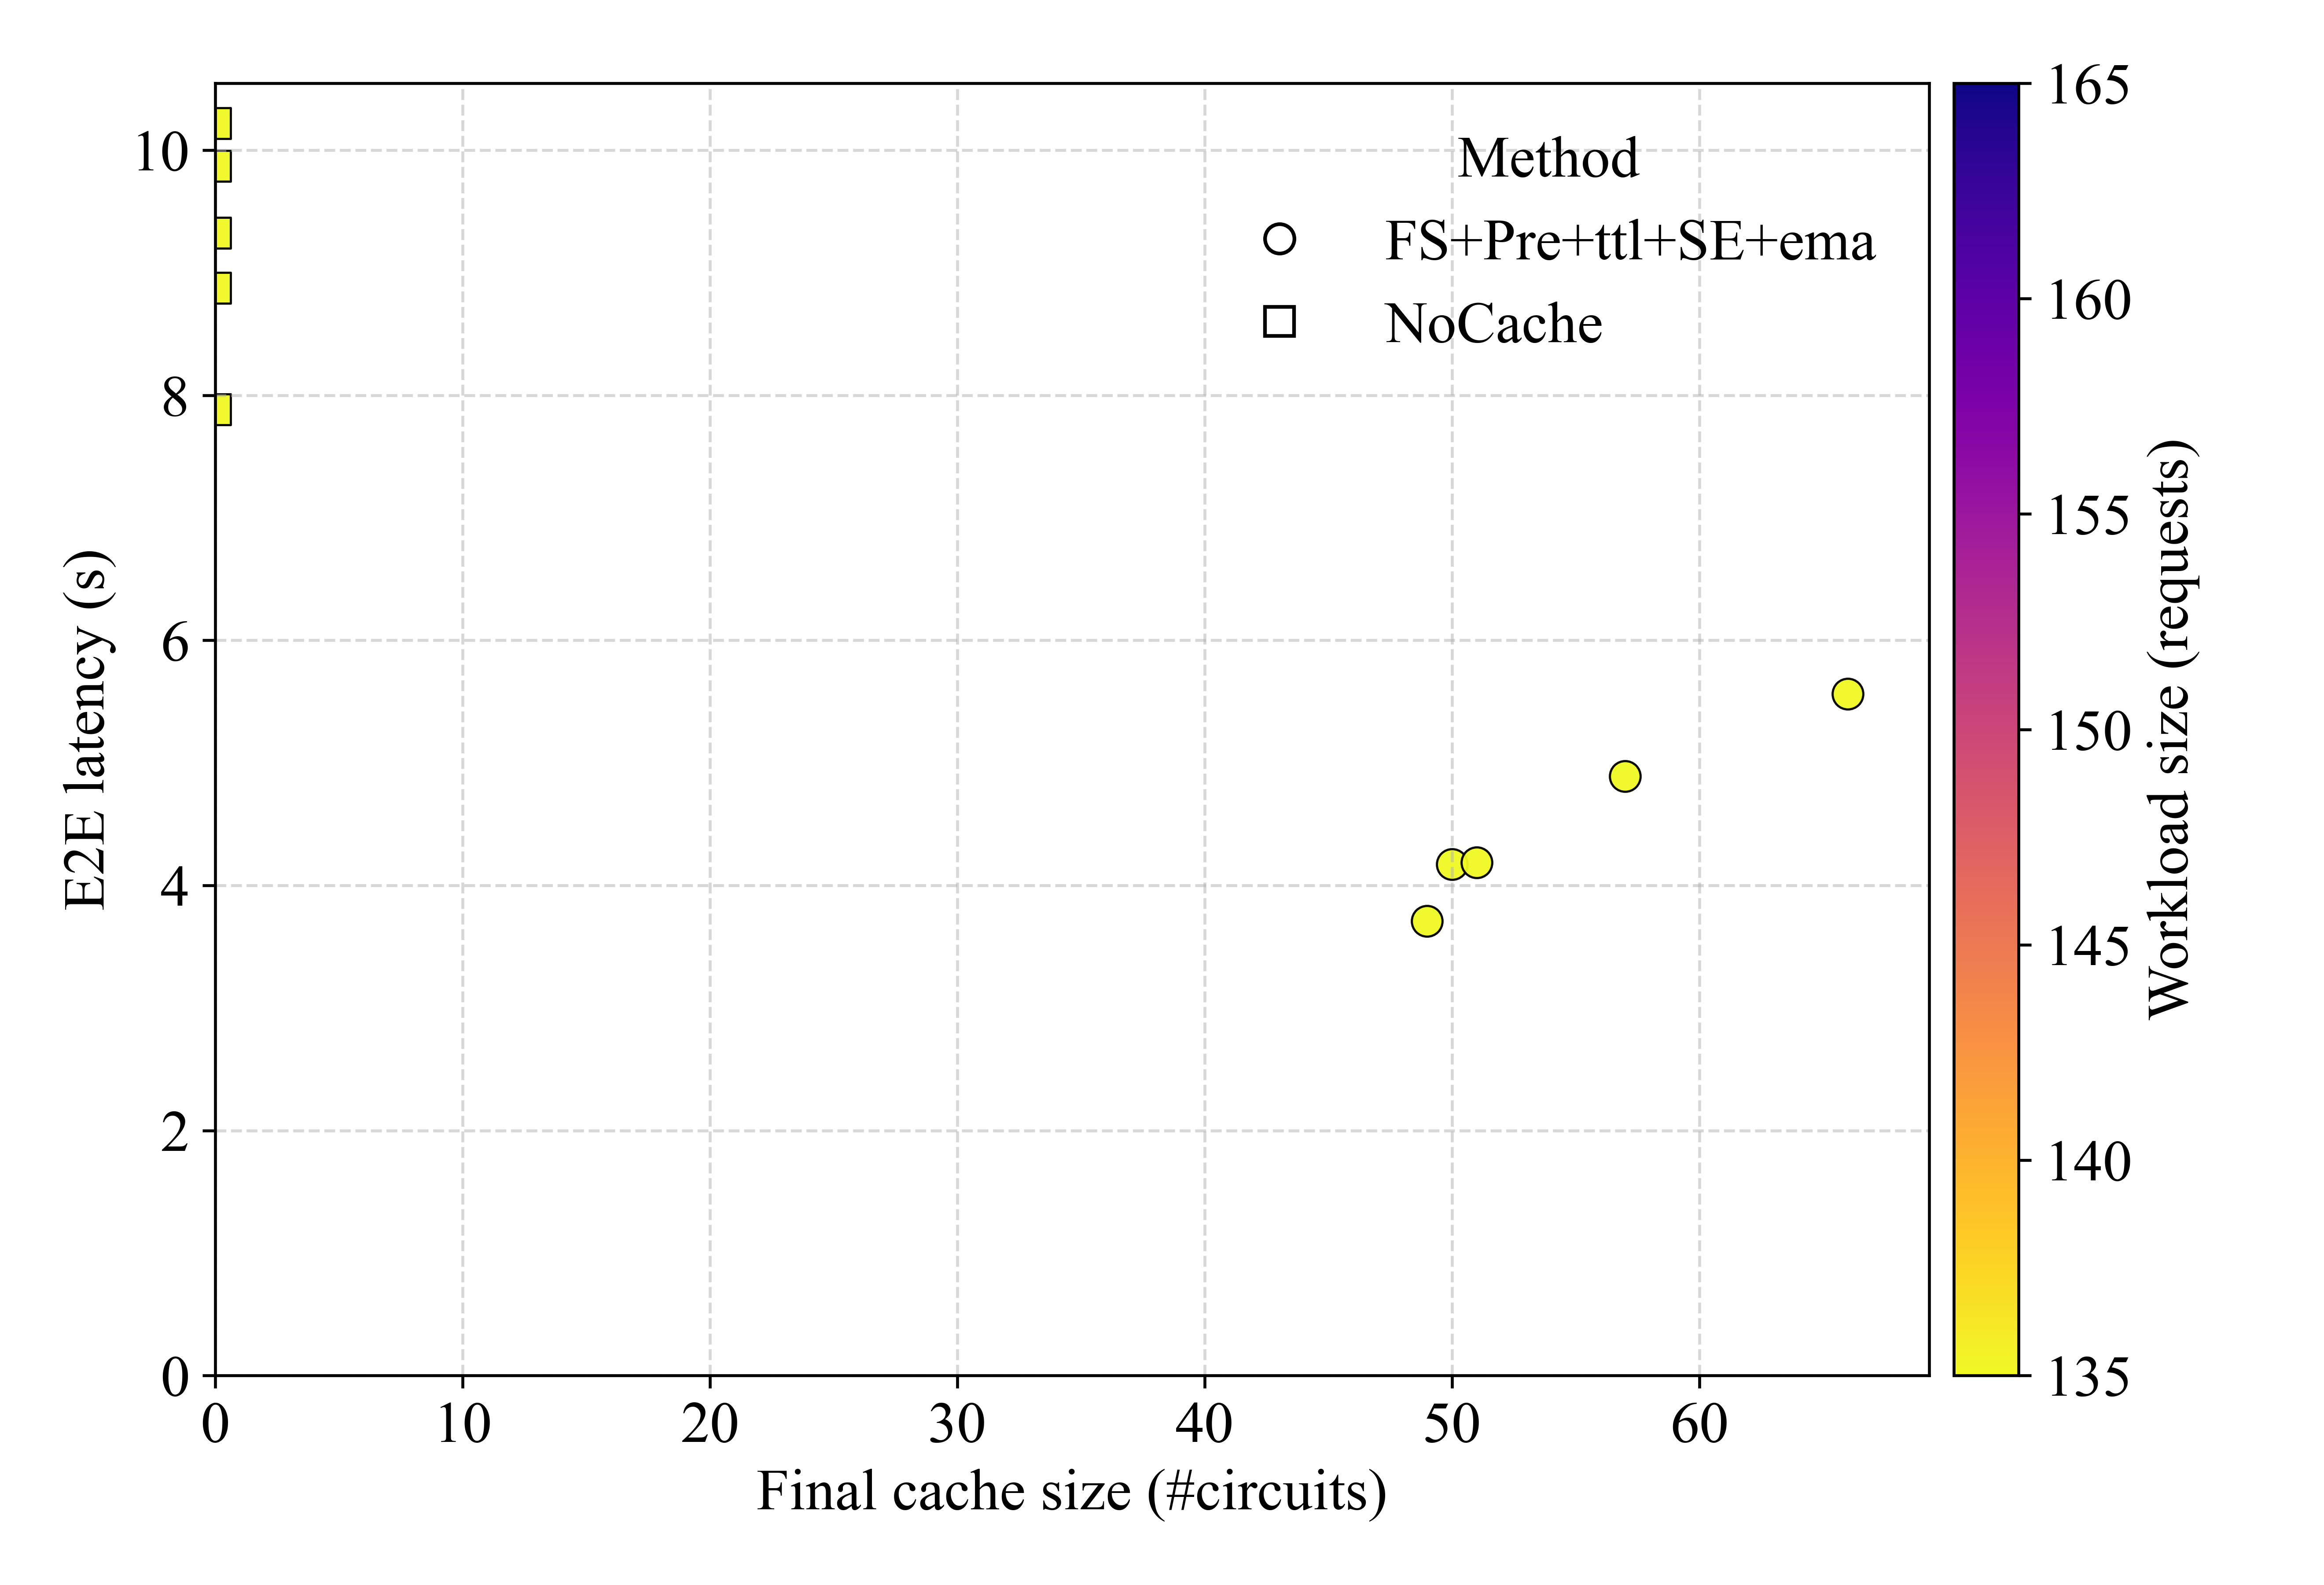 Method
FS+Pre+ttl+SE+ema
NoCache
10
8
6
4
2
0
E2E latency (s)
0 10 20 30 40 50 60
Final cache size (#circuits)
165
160
155
150
145
140
135
Workload size (requests)